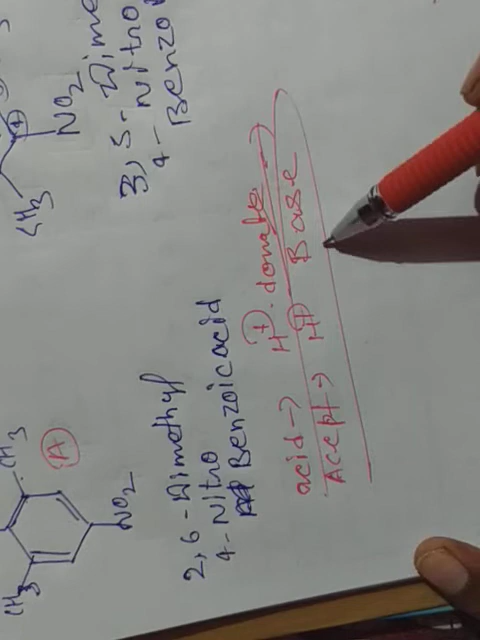 CH3
CH3
A
NO2
2,6-Dimethyl
4-Nitro
Benzoic acid
CH3
NO2
3,5-Dime
4-Nitro
Benzo
acid → H+ donate →
Accept → H+ Base